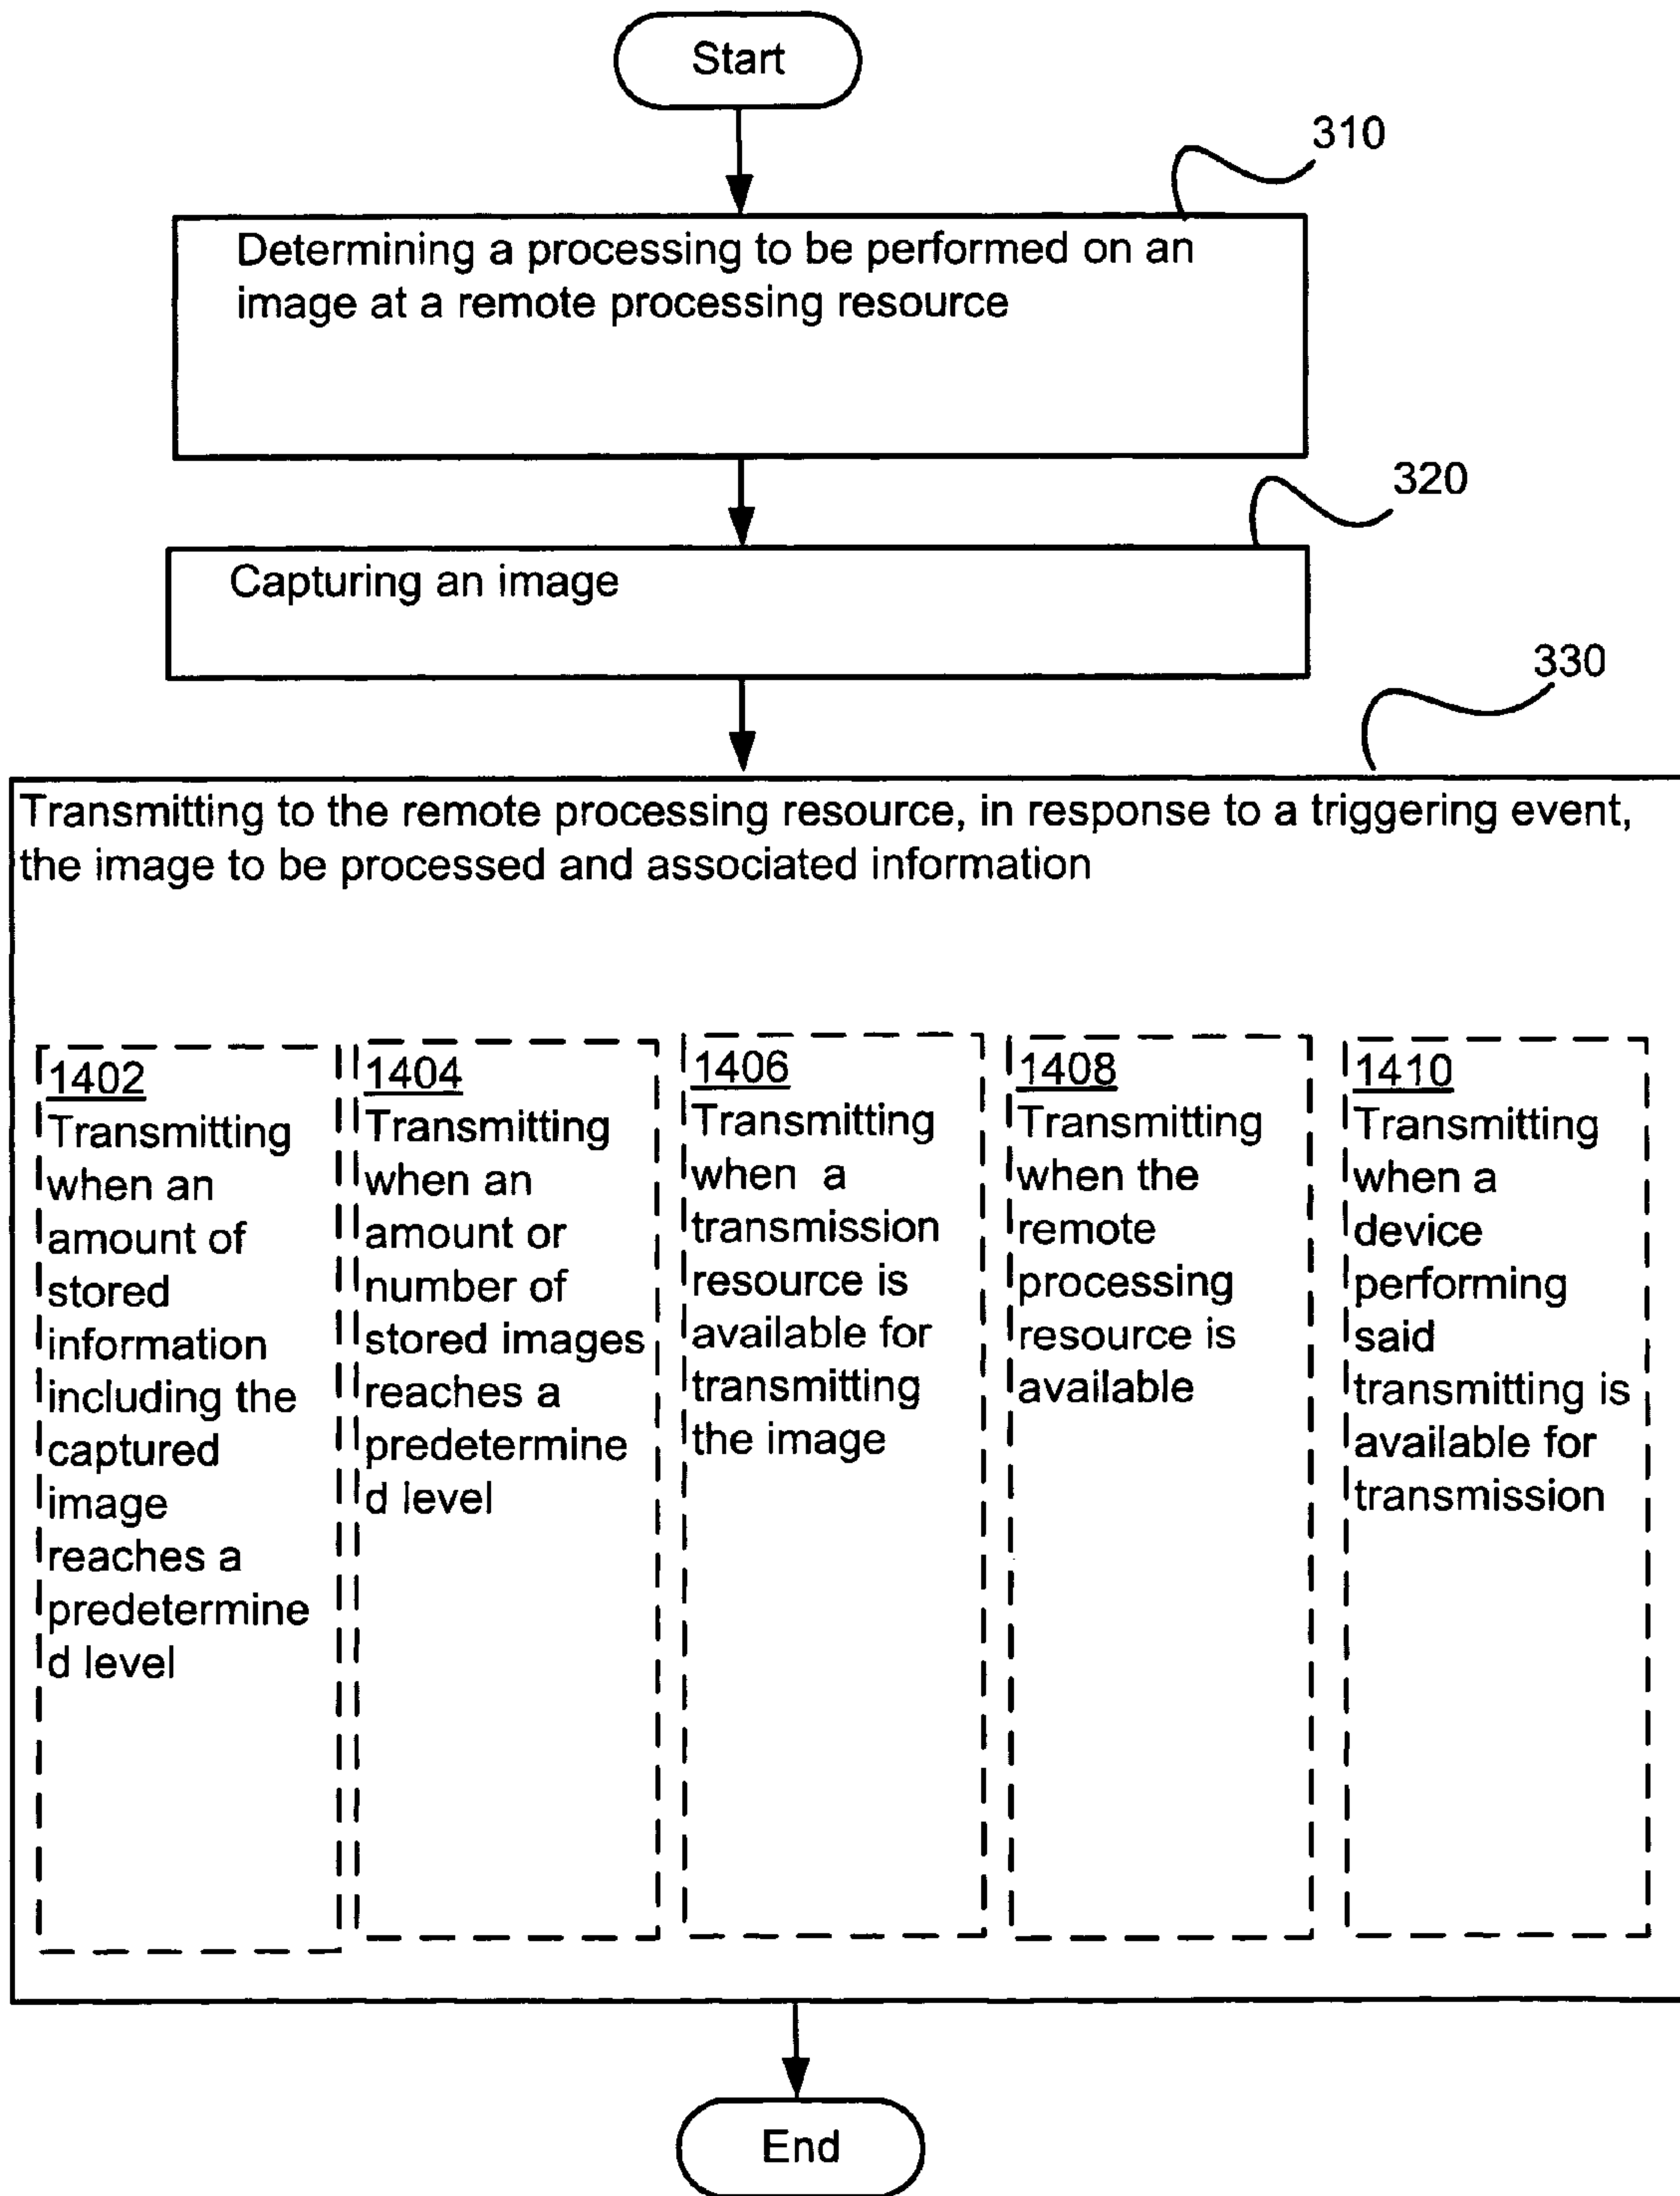 Start
310
Determining a processing to be performed on an
image at a remote processing resource
320
Capturing an image
330
Transmitting to the remote processing resource, in response to a triggering event,
the image to be processed and associated information
1402
Transmitting
when an
amount of
stored
information
including the
captured
image
reaches a
predetermine
d level
1404
Transmitting
when an
amount or
number of
stored images
reaches a
predetermine
d level
1406
Transmitting
when a
transmission
resource is
available for
transmitting
the image
1408
Transmitting
when the
remote
processing
resource is
available
1410
Transmitting
when a
device
performing
said
transmitting is
available for
transmission
End